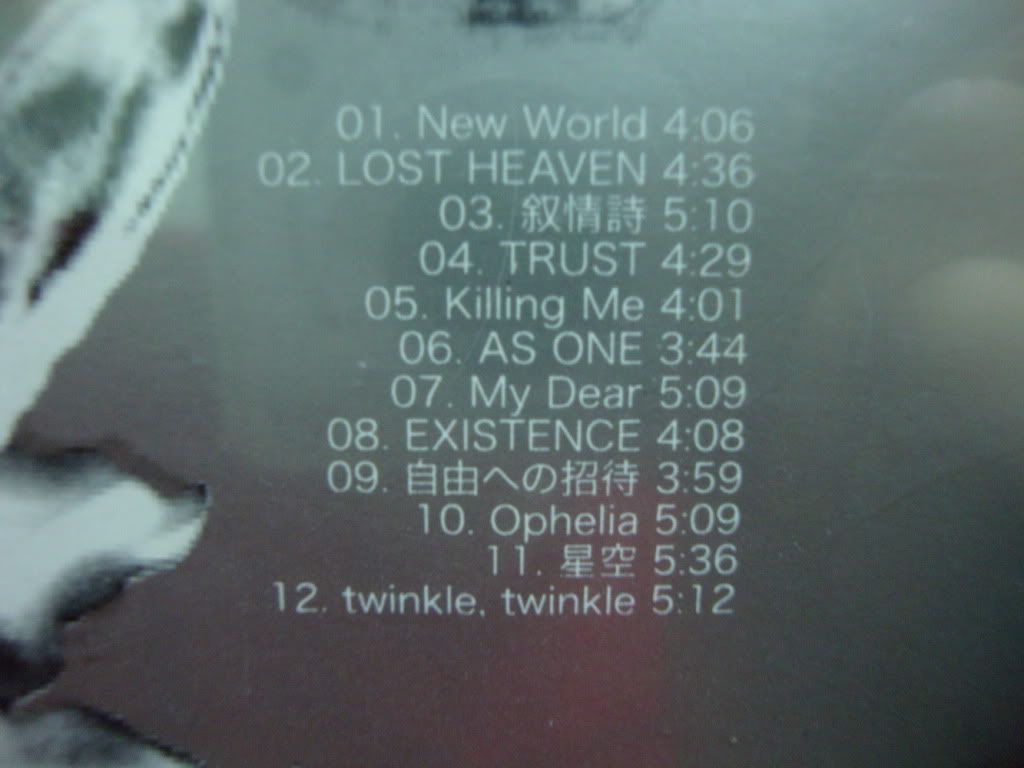 01. New World 4:06
02. LOST HEAVEN 4:36
03. 叙情詩 5:10
04. TRUST 4:29
05. Killing Me 4:01
06. AS ONE 3:44
07. My Dear 5:09
08. EXISTENCE 4:08
09. 自由への招待 3:59
10. Ophelia 5:09
11. 星空 5:36
12. twinkle, twinkle 5:12